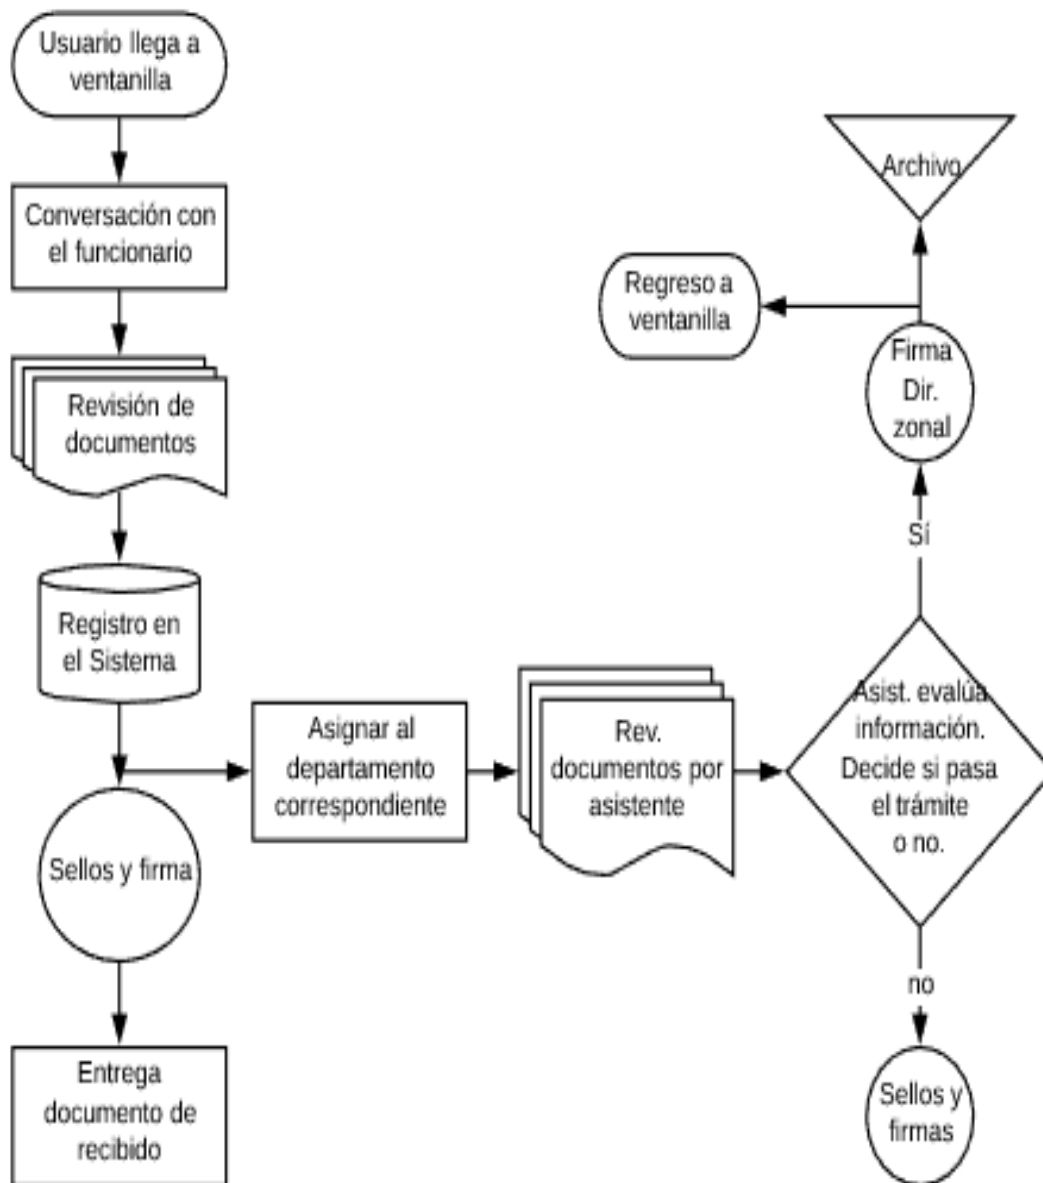 Usuario llega a
ventanilla
Conversación con
el funcionario
Revisión de
documentos
Registro en
el Sistema
Sellos y firma
Entrega
documento de
recibido
Asignar al
departamento
correspondiente
Rev.
documentos por
asistente
Asist. evalúa
información.
Decide si pasa
el trámite
o no.
Sí
Firma
Dir.
zonal
Regreso a
ventanilla
Archivo
no
Sellos y
firmas